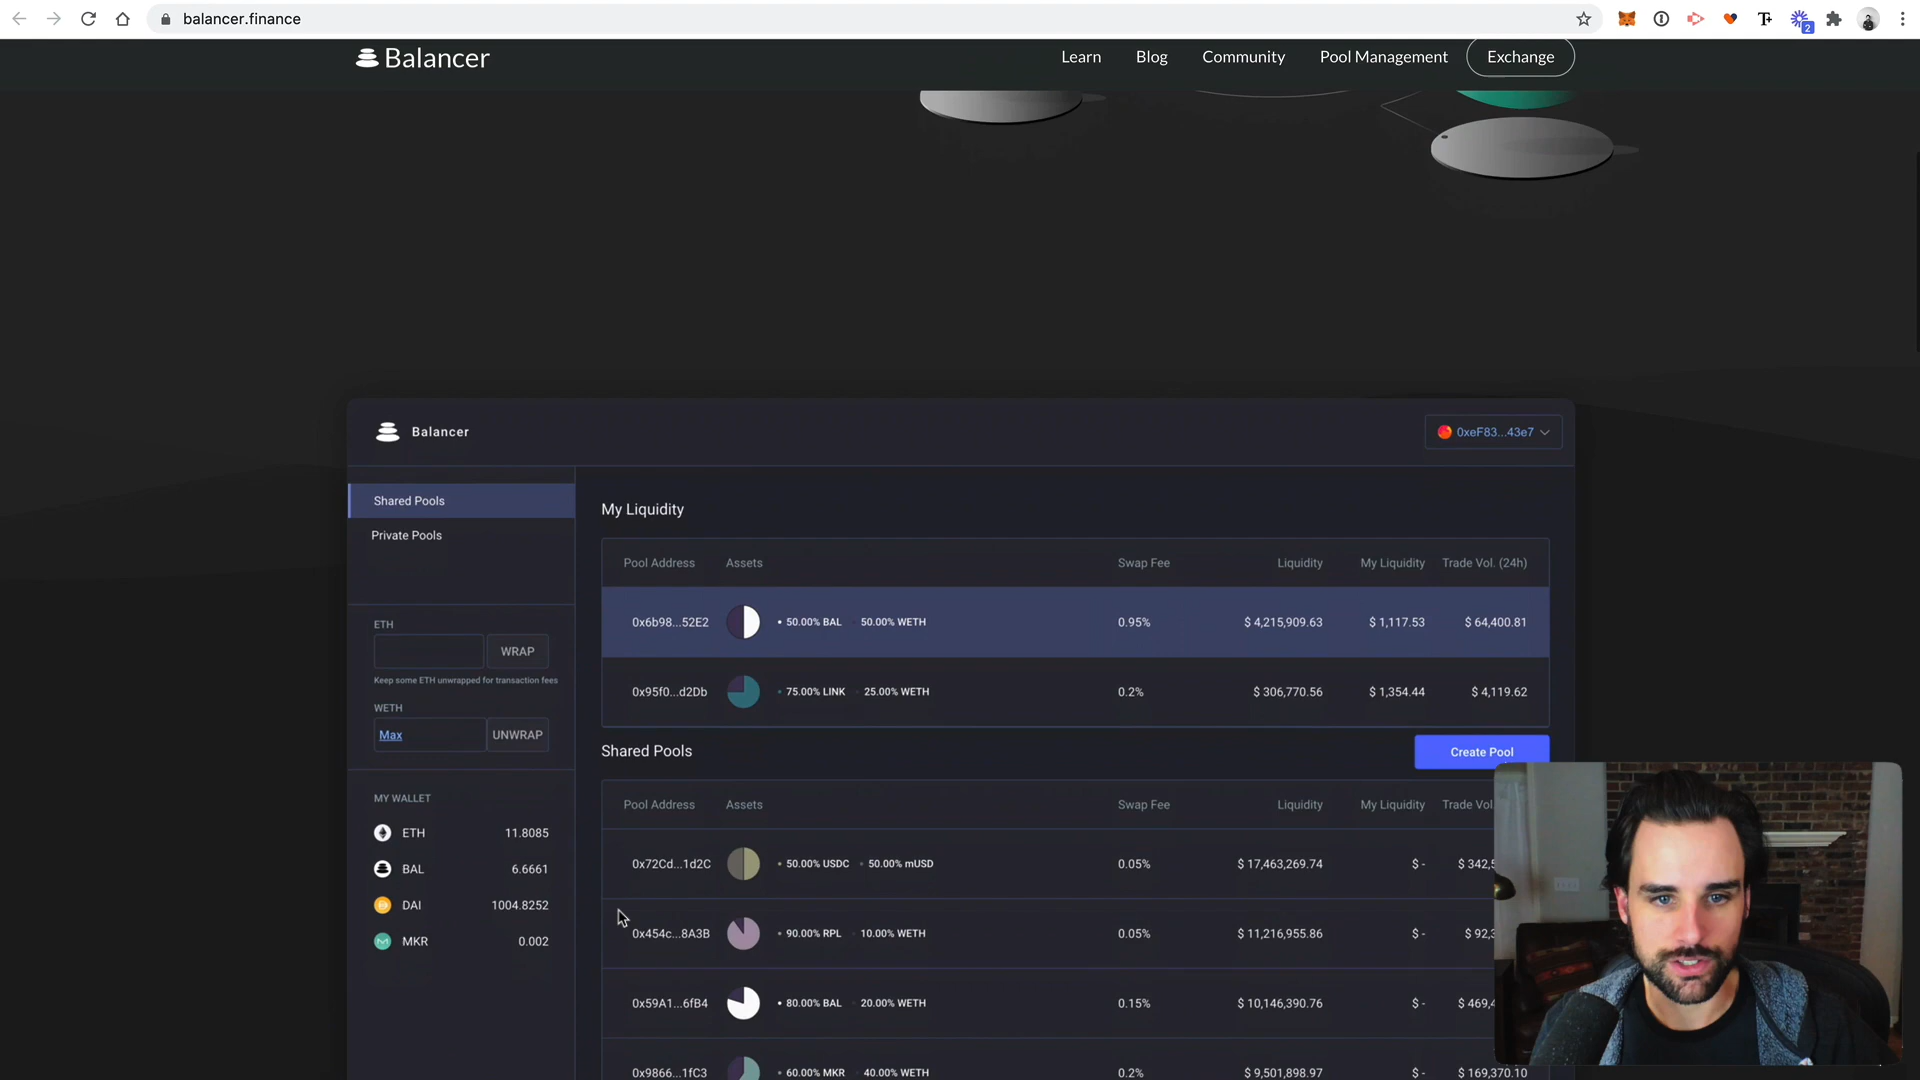 balancer.finance
2
Balancer
Learn Blog Community Pool Management Exchange
Balancer
0xeF83...43e7
Shared Pools
Private Pools
ETH
WRAP
Keep some ETH unwrapped for transaction fees
WETH
Max UNWRAP
MY WALLET
ETH 11.8085
BAL 6.6661
DAI 1004.8252
MKR 0.002
My Liquidity
Pool Address Assets Swap Fee Liquidity My Liquidity Trade Vol. (24h)
0x6b98...52E2 • 50.00% BAL 50.00% WETH 0.95% $ 4,215,909.63 $ 1,117.53 $ 64,400.81
0x95f0...d2Db • 75.00% LINK 25.00% WETH 0.2% $ 306,770.56 $ 1,354.44 $ 4,119.62
Shared Pools
Create Pool
Pool Address Assets Swap Fee Liquidity My Liquidity Trade Vol.
0x72Cd...1d2C • 50.00% USDC • 50.00% mUSD 0.05% $ 17,463,269.74 $ - $ 342,5
0x454c...8A3B • 90.00% RPL 10.00% WETH 0.05% $ 11,216,955.86 $ - $ 92,3
0x59A1...6fB4 • 80.00% BAL 20.00% WETH 0.15% $ 10,146,390.76 $ - $ 469,4
0x9866...1fC3 • 60.00% MKR 40.00% WETH 0.2% $ 9,501,898.97 $ - $ 169,370.10